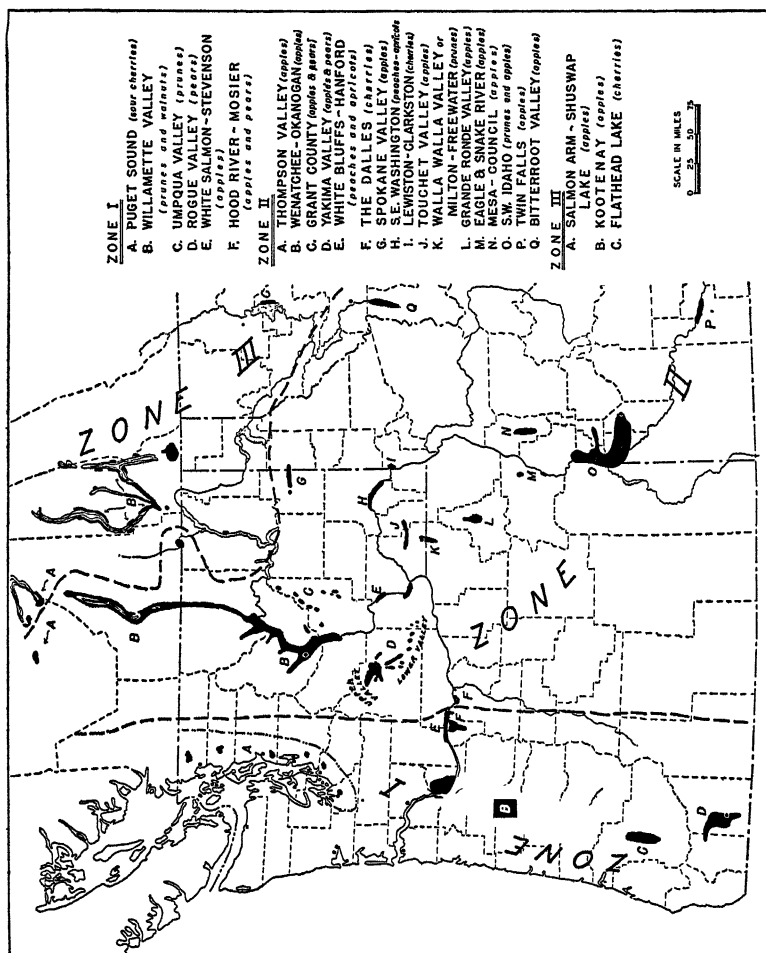 ZONE I
A. PUGET SOUND (sour cherries)
B. WILLAMETTE VALLEY
(prunes and walnuts)
C. UMPQUA VALLEY (prunes)
D. ROGUE VALLEY (pears)
E. WHITE SALMON-STEVENSON
(apples)
F. HOOD RIVER-MOSIER
(apples and pears)
ZONE II
A. THOMPSON VALLEY (apples)
B. WENATCHEE-OKANOGAN (apples)
C. GRANT COUNTY (apples & pears)
D. YAKIMA VALLEY (apples & pears)
E. WHITE BLUFFS-HANFORD
(peaches and apricots)
F. THE DALLES (cherries)
G. SPOKANE VALLEY (apples)
H. S.E. WASHINGTON (peaches-apricots)
I. LEWISTON-CLARKSTON (cherries)
J. TOUCHET VALLEY (apples)
K. WALLA WALLA VALLEY or
MILTON-FREEWATER (prunes)
L. GRANDE RONDE VALLEY (apples)
M. EAGLE & SNAKE RIVER (apples)
N. MESA-COUNCIL (apples)
O. S.W. IDAHO (prunes and apples)
P. TWIN FALLS (apples)
Q. BITTERROOT VALLEY (apples)
ZONE III
A. SALMON ARM-SHUSWAP
LAKE (apples)
B. KOOTENAY (apples)
C. FLATHEAD LAKE (cherries)
SCALE IN MILES
0 25 50 75
ZONE III
ZONE II
ZONE I
A
A
B
B
B
C
G
G
Q
P
N
O
M
I
H
J
K
L
E
D
LOWER VALLEY
F
E
F
A
A
B
C
D